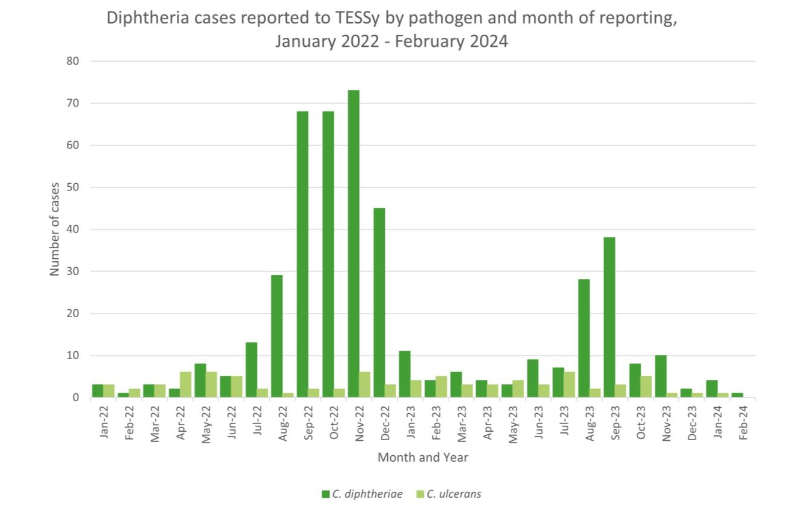 Diphtheria cases reported to TESSy by pathogen and month of reporting,
January 2022 - February 2024
80
70
60
50
40
30
20
10
0
Number of cases
Jan-22
Feb-22
Mar-22
Apr-22
May-22
Jun-22
Jul-22
Aug-22
Sep-22
Oct-22
Nov-22
Dec-22
Jan-23
Feb-23
Mar-23
Apr-23
May-23
Jun-23
Jul-23
Aug-23
Sep-23
Oct-23
Nov-23
Dec-23
Jan-24
Feb-24
Month and Year
C. diphtheriae C. ulcerans